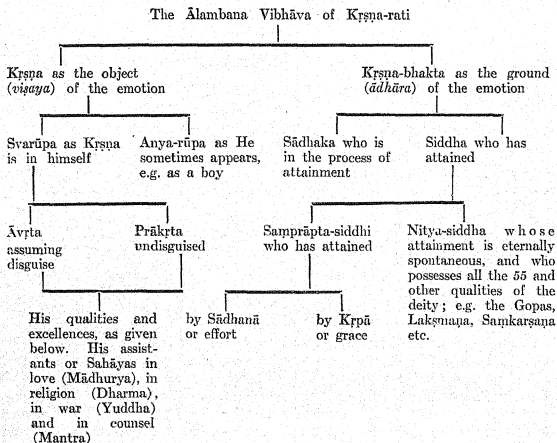 The Ālambana Vibhāva of Kṛṣṇa-rati
Kṛṣṇa as the object
(viṣaya) of the emotion
Kṛṣṇa-bhakta as the ground
(ādhāra) of the emotion
Svarūpa as Kṛṣṇa
is in himself
Anya-rūpa as He
sometimes appears,
e.g. as a boy
Sādhaka who is
in the process of
attainment
Siddha who has
attained
Āvṛta
assuming
disguise
Prākṛta
undisguised
Saṃprāpta-siddhi
who has attained
Nitya-siddha whose
attainment is eternally
spontaneous, and who
possesses all the 55 and
other qualities of the
deity; e.g. the Gopas,
Lakṣmaṇa, Saṃkarṣaṇa
etc.
His qualities and
excellences, as given
below. His assist-
ants or Sahāyas in
love (Mādhurya), in
religion (Dharma),
in war (Yuddha)
and in counsel
(Mantra)
by Sādhanā
or effort
by Kṛpā
or grace